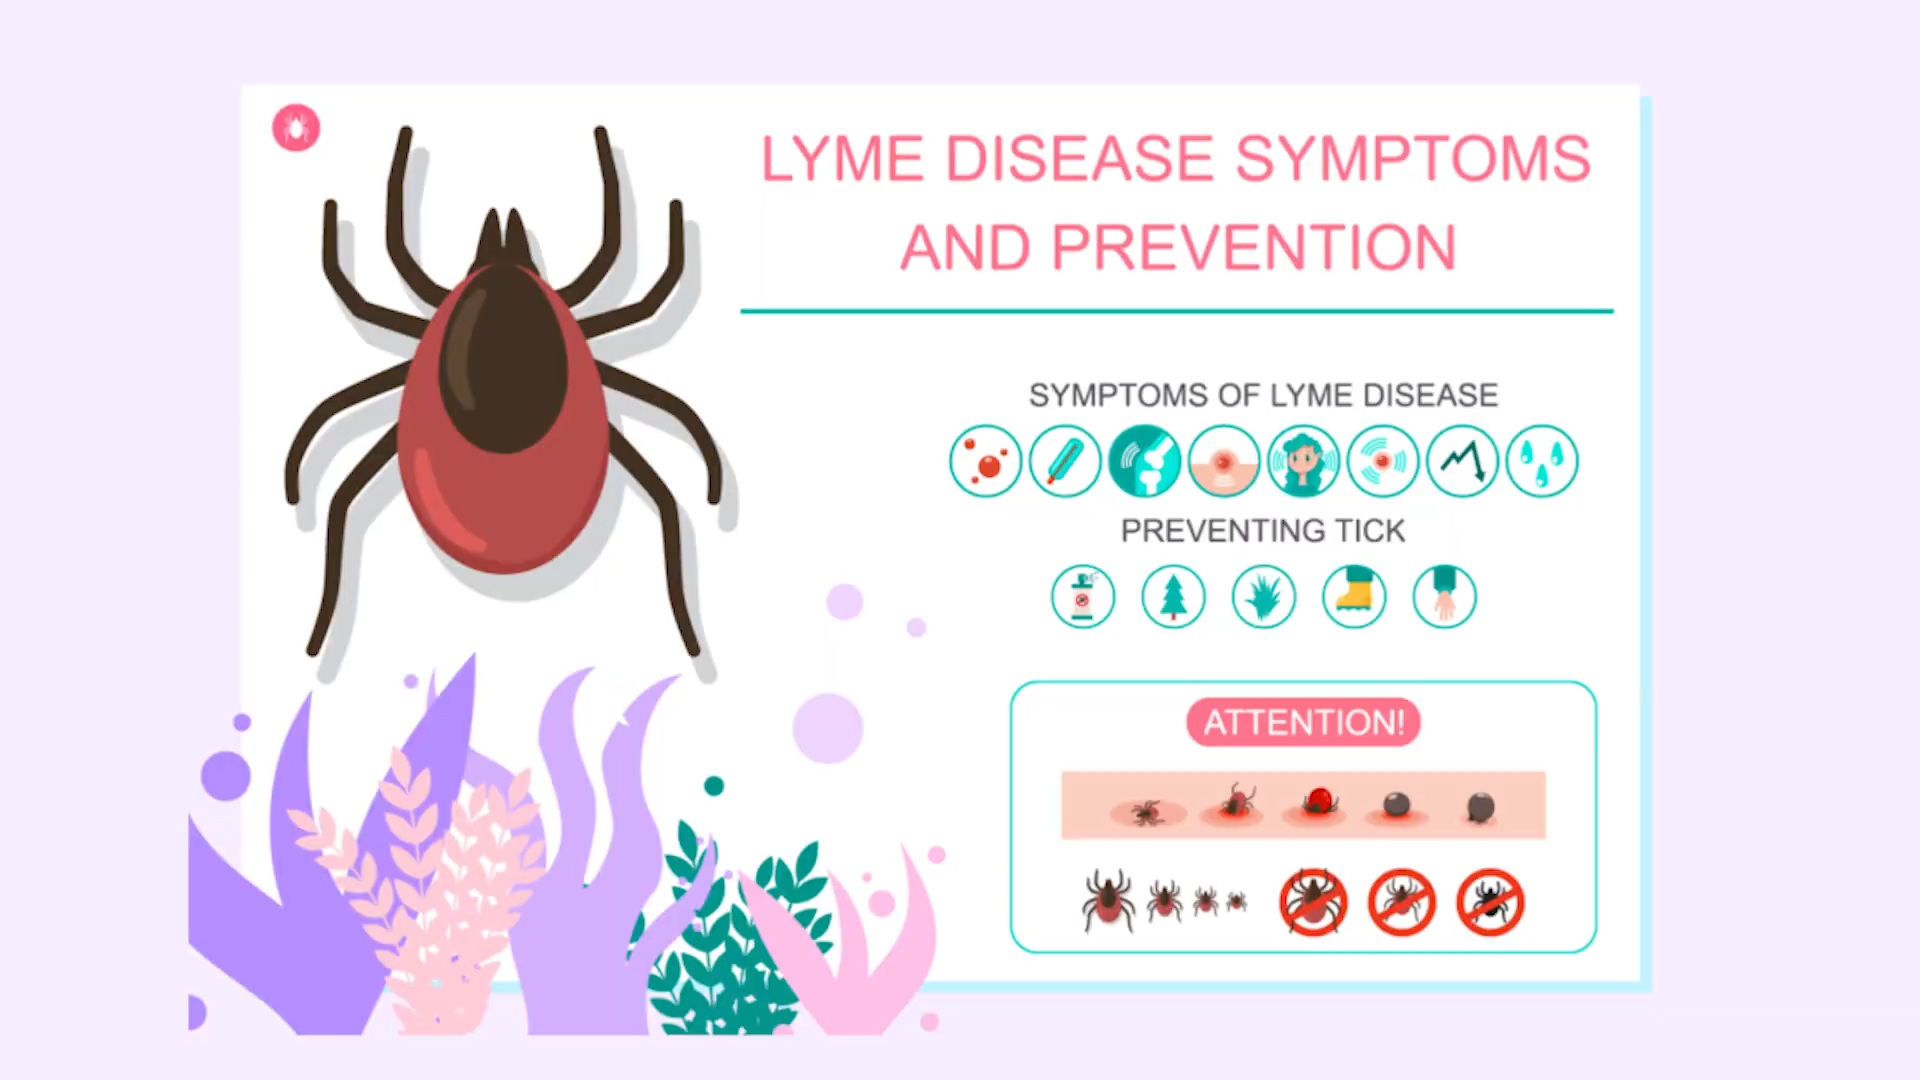 LYME DISEASE SYMPTOMS
AND PREVENTION
SYMPTOMS OF LYME DISEASE
PREVENTING TICK
ATTENTION!